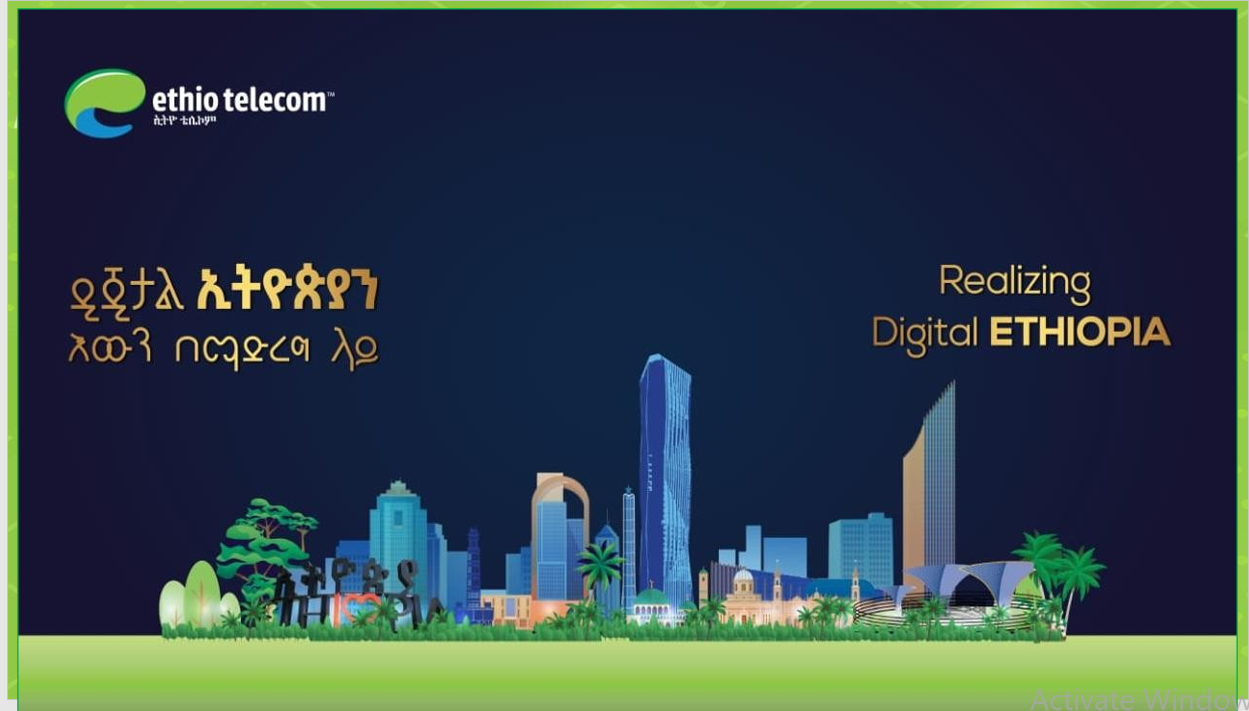 ethio telecom™
ኢትዮ ቴሌኮም
ዲጂታል ኢትዮጵያን
እውን በማድረግ ላይ
Realizing
Digital ETHIOPIA
ኢትዮጵያ
Activate Window